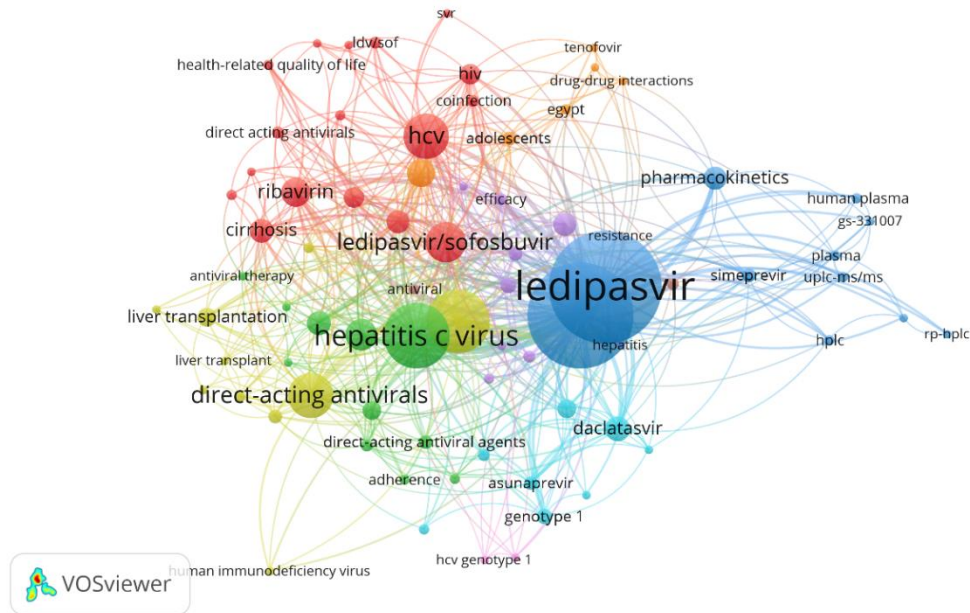 svr
ldv/sof
tenofovir
health-related quality of life
hiv
drug-drug interactions
coinfection
egypt
direct acting antivirals
hcv
adolescents
pharmacokinetics
ribavirin
efficacy
human plasma
gs-331007
cirrhosis
ledipasvir/sofosbuvir
resistance
plasma
antiviral therapy
antiviral
ledipasvir
simeprevir
uplc-ms/ms
liver transplantation
hepatitis c virus
hepatitis
hplc
rp-hplc
liver transplant
direct-acting antivirals
daclatasvir
direct-acting antiviral agents
adherence
asunaprevir
genotype 1
hcv genotype 1
human immunodeficiency virus
VOSviewer